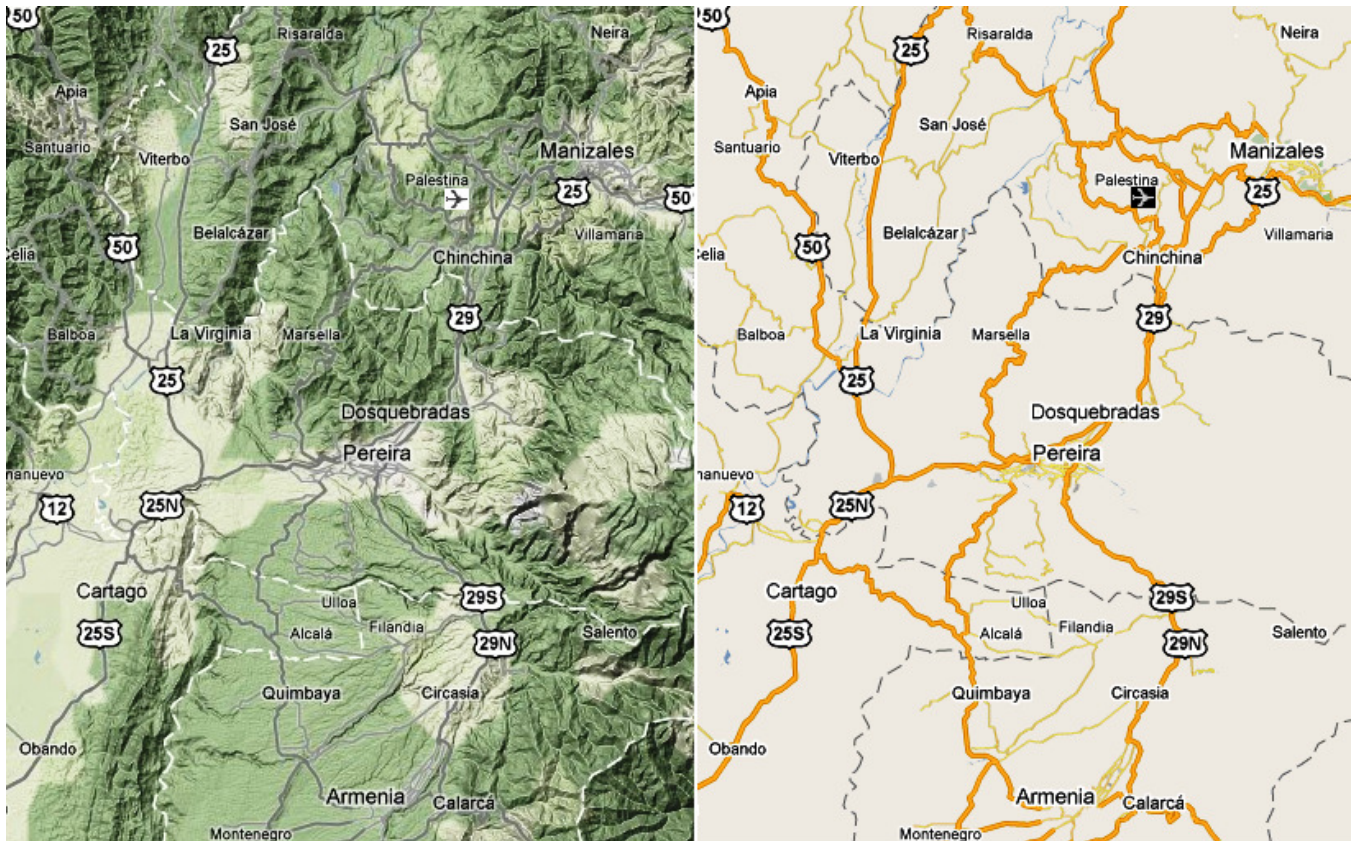 50
25
Risaralda
Neira
Apia
San José
Santuario
Viterbo
Manizales
Palestina
25
50
Belalcázar
50
Villamaria
Celia
Chinchina
29
Balboa
La Virginia
Marsella
25
Dosquebradas
Pereira
nanuevo
12
25N
Cartago
29S
Ulloa
25S
Alcalá
Filandia
29N
Salento
Quimbaya
Circasia
Obando
Armenia
Calarcá
Montenegro
50
Risaralda
Neira
25
Apia
San José
Santuario
Viterbo
Manizales
Palestina
25
Belalcázar
50
Villamaria
Celia
Chinchina
29
Balboa
La Virginia
Marsella
25
Dosquebradas
Pereira
nanuevo
12
25N
Cartago
29S
Ulloa
25S
Alcalá
Filandia
29N
Salento
Quimbaya
Circasia
Obando
Armenia
Calarcá
Montenegro